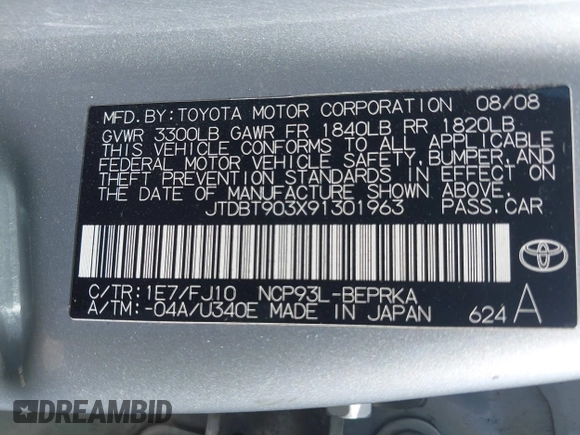 MFD. BY: TOYOTA MOTOR CORPORATION 08/08
GVWR 3300LB GAWR FR 1840LB RR 1820LB
THIS VEHICLE CONFORMS TO ALL APPLICABLE
FEDERAL MOTOR VEHICLE SAFETY, BUMPER, AND
THEFT PREVENTION STANDARDS IN EFFECT ON
THE DATE OF MANUFACTURE SHOWN ABOVE.
JTDBT903X91301963 PASS. CAR
TOYOTA
C/TR: 1E7/FJ10 NCP93L-BEPRKA
A/TM: -04A/U340E MADE IN JAPAN 624 A
DREAMBID